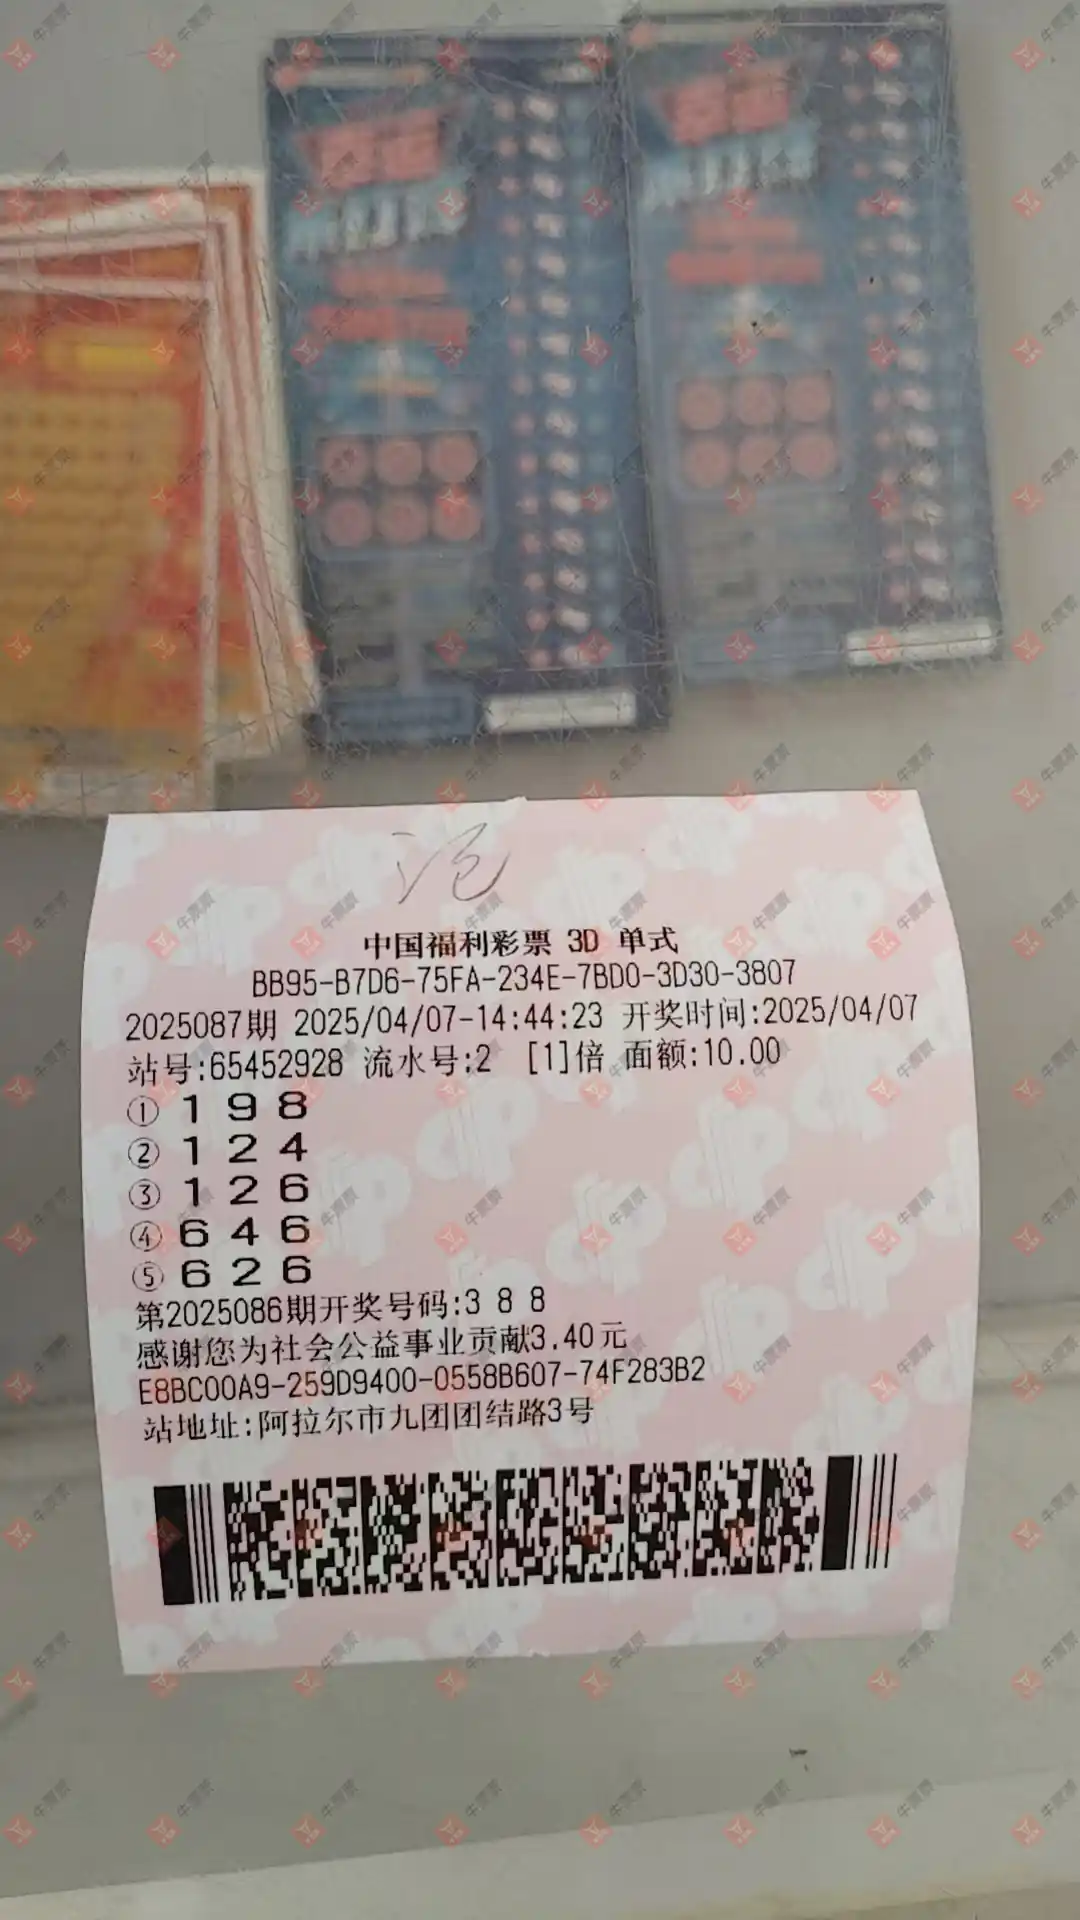 中国福利彩票 3D 单式
BB95-B7D6-75FA-234E-7BD0-3D30-3807
2025087期 2025/04/07-14:44:23 开奖时间:2025/04/07
站号:65452928 流水号:2 [1]倍 面额:10.00
① 1 9 8
② 1 2 4
③ 1 2 6
④ 6 4 6
⑤ 6 2 6
第2025086期开奖号码:3 8 8
感谢您为社会公益事业贡献3.40元
E8BC00A9-259D9400-0558B607-74F283B2
站地址:阿拉尔市九团团结路3号
牛票票